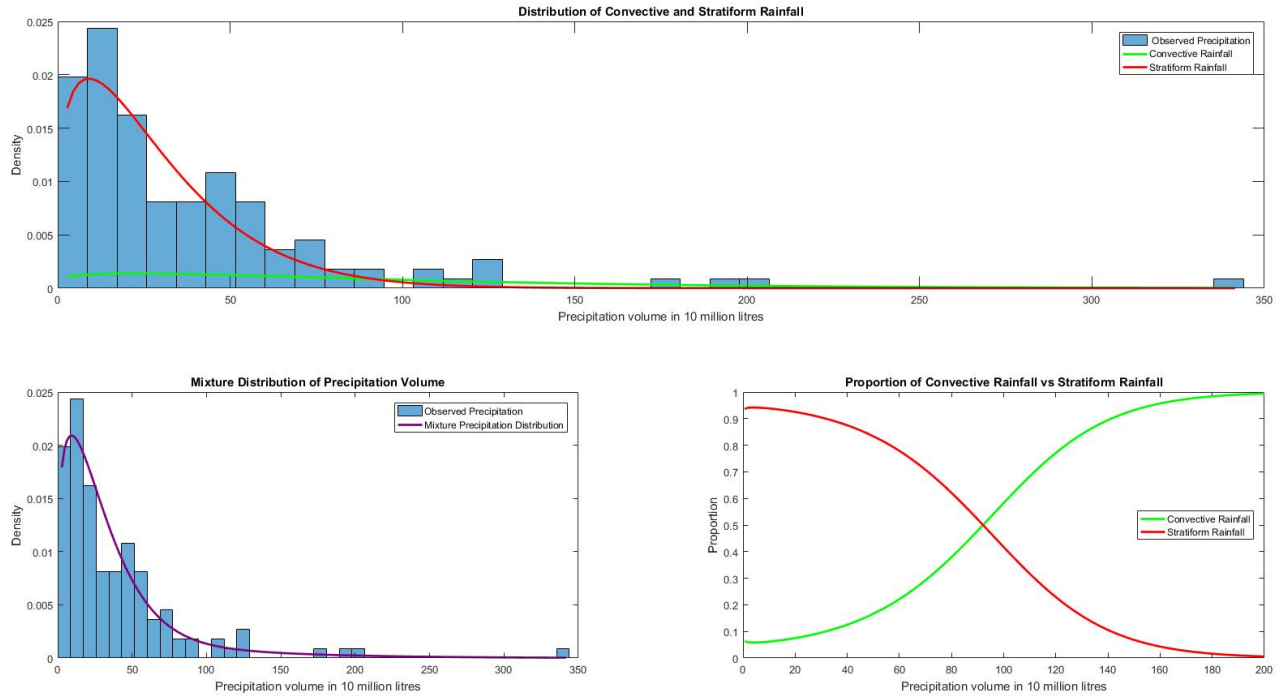 Distribution of Convective and Stratiform Rainfall
0.025
0.02
0.015
0.01
0.005
0
Density
Observed Precipitation
Convective Rainfall
Stratiform Rainfall
0 50 100 150 200 250 300 350
Precipitation volume in 10 million litres
Mixture Distribution of Precipitation Volume
0.025
0.02
0.015
0.01
0.005
0
Density
Observed Precipitation
Mixture Precipitation Distribution
0 50 100 150 200 250 300 350
Precipitation volume in 10 million litres
Proportion of Convective Rainfall vs Stratiform Rainfall
1
0.9
0.8
0.7
0.6
0.5
0.4
0.3
0.2
0.1
0
Proportion
Convective Rainfall
Stratiform Rainfall
0 20 40 60 80 100 120 140 160 180 200
Precipitation volume in 10 million litres